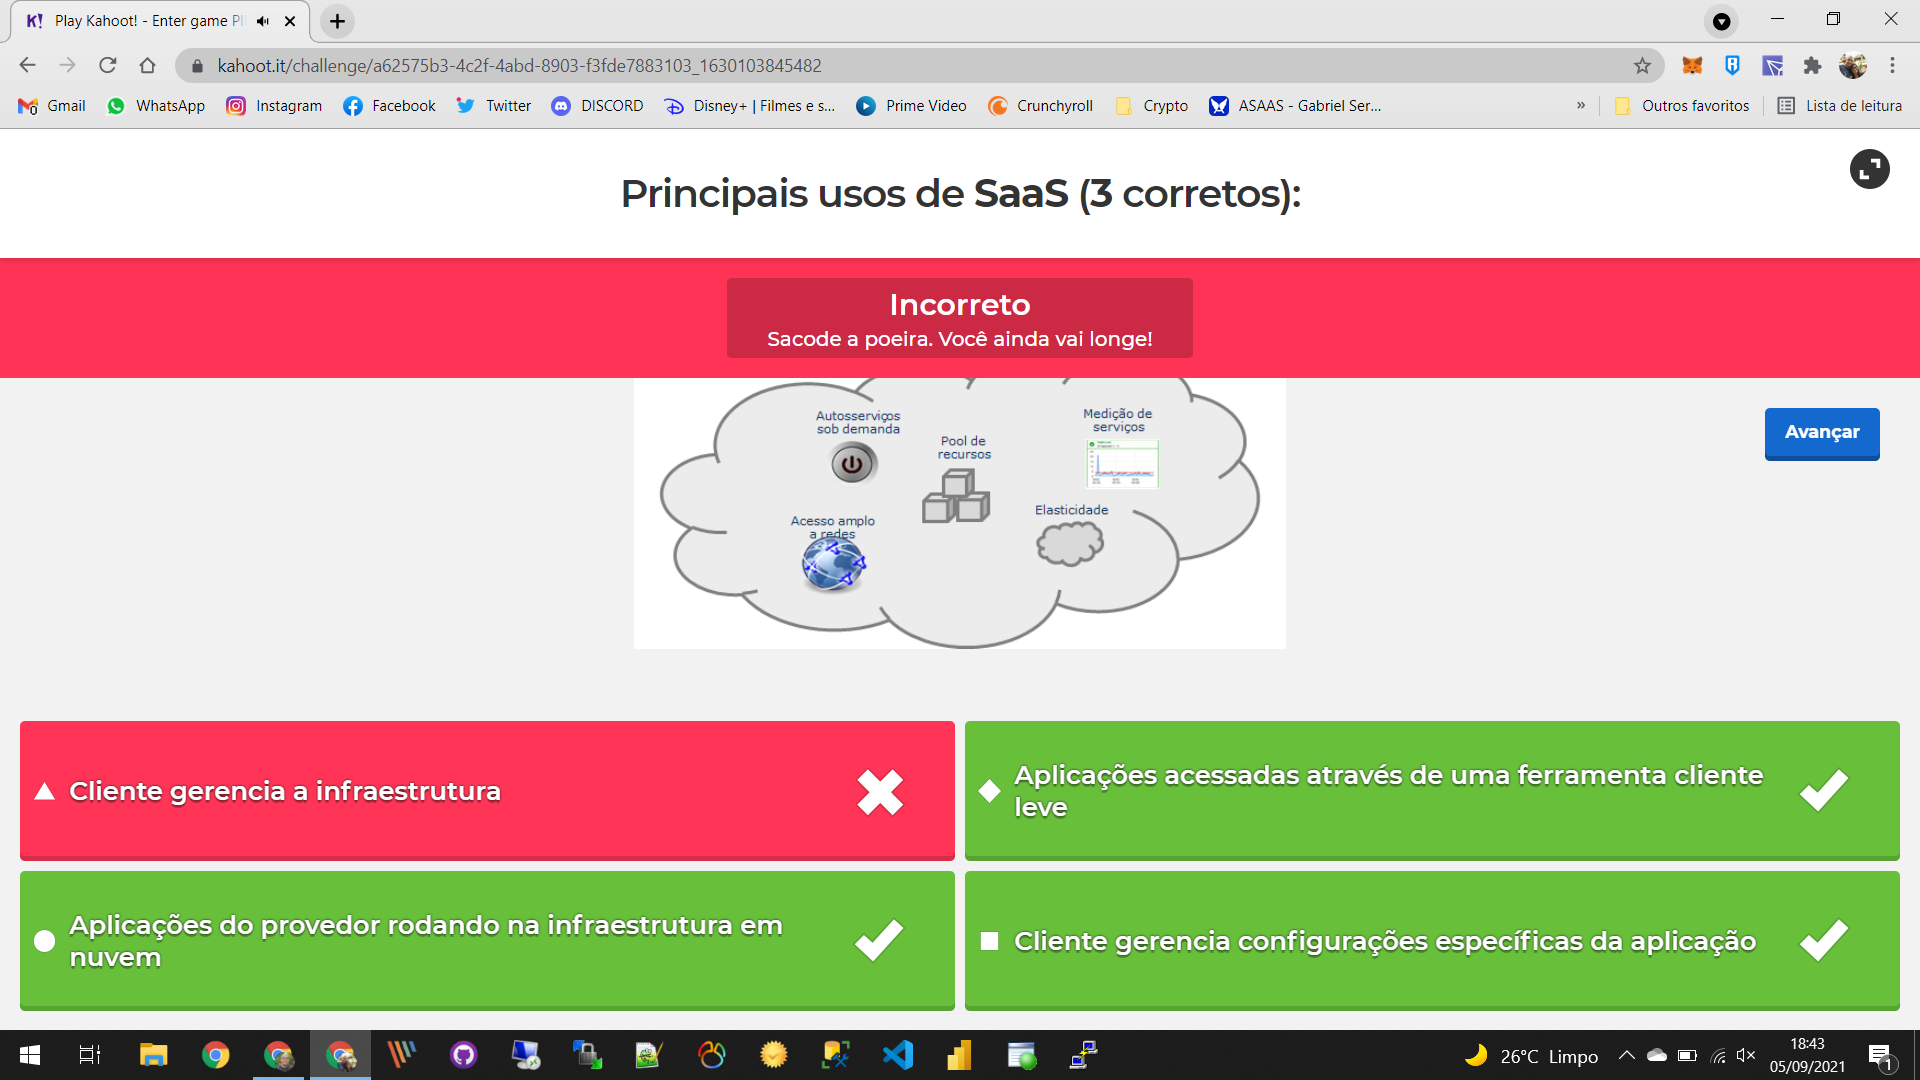 Play Kahoot! - Enter game PI
kahoot.it/challenge/a62575b3-4c2f-4abd-8903-f3fde7883103_1630103845482
Gmail
WhatsApp
Instagram
Facebook
Twitter
DISCORD
Disney+ | Filmes e s...
Prime Video
Crunchyroll
Crypto
ASAAS - Gabriel Ser...
»
Outros favoritos
Lista de leitura
Principais usos de SaaS (3 corretos):
Incorreto
Sacode a poeira. Você ainda vai longe!
Avançar
Autosserviços
sob demanda
Pool de
recursos
Medição de
serviços
Acesso amplo
a redes
Elasticidade
Cliente gerencia a infraestrutura
Aplicações acessadas através de uma ferramenta cliente
leve
Aplicações do provedor rodando na infraestrutura em
nuvem
Cliente gerencia configurações específicas da aplicação
26°C Limpo
18:43
05/09/2021
1